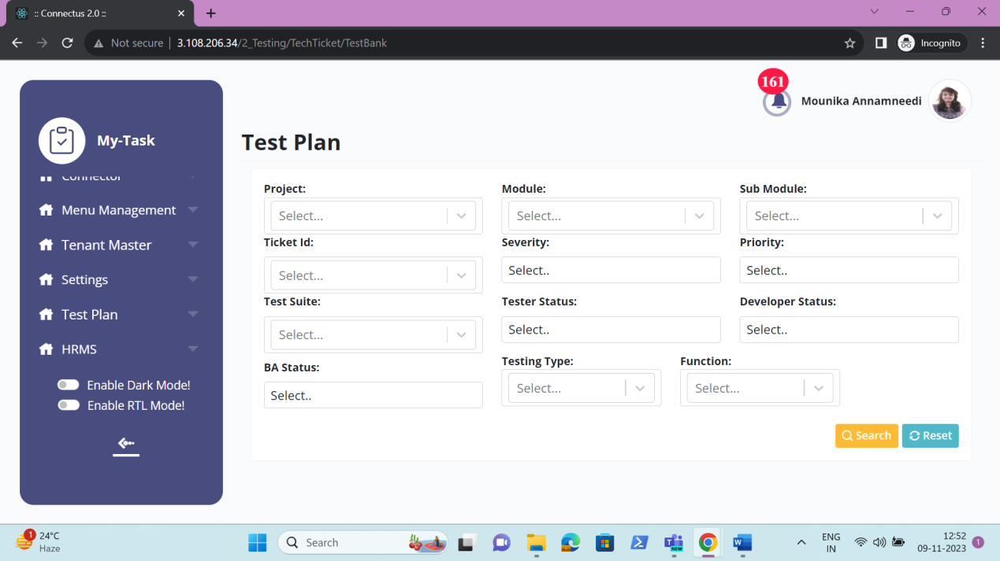 :: Connectus 2.0 ::
Not secure
3.108.206.34/2_Testing/TechTicket/TestBank
Incognito
161
Mounika Annamneedi
My-Task
Connector
Menu Management
Tenant Master
Settings
Test Plan
HRMS
Enable Dark Mode!
Enable RTL Mode!
Test Plan
Project: Module: Sub Module:
Select... Select... Select...
Ticket Id: Severity: Priority:
Select... Select.. Select..
Test Suite: Tester Status: Developer Status:
Select... Select.. Select..
BA Status: Testing Type: Function:
Select.. Select... Select...
Search Reset
1
24°C
Haze
Search
NEW
ENG
IN
12:52
09-11-2023
1